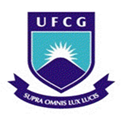 UFCG
SUPRA OMNIS LUX LUCIS